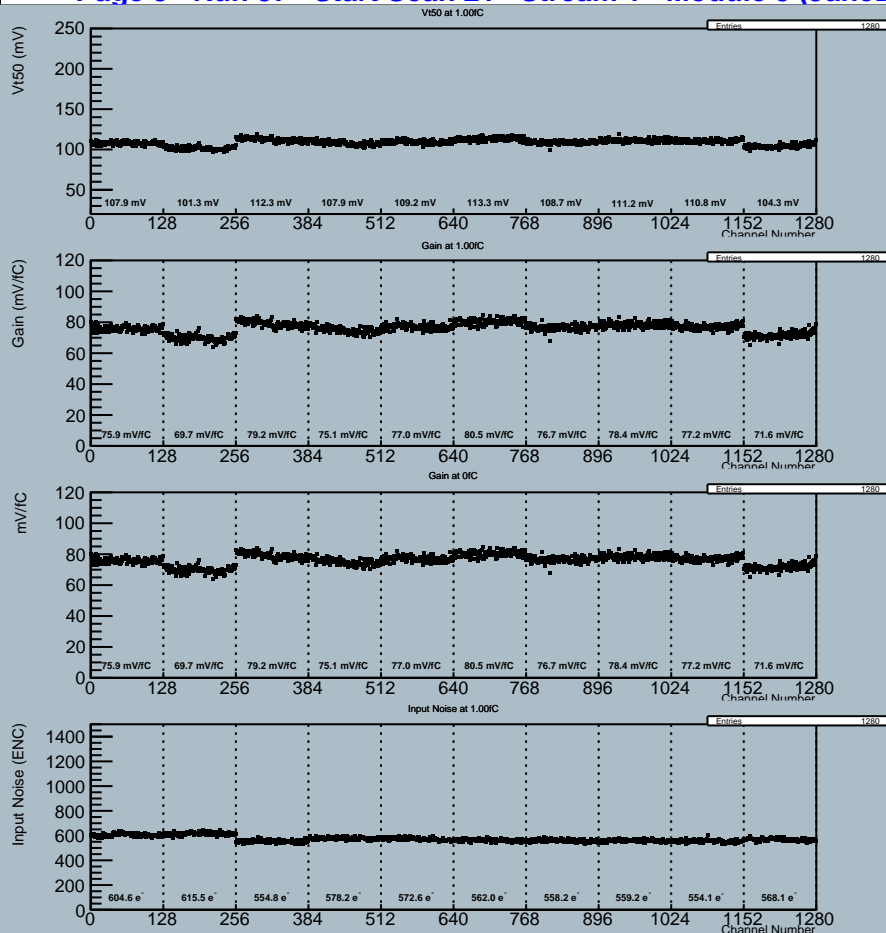 Vt50 at 1.00fC
Entries 1280
Vt50 (mV)
250
200
150
100
50
107.9 mV 101.3 mV 112.3 mV 107.9 mV 109.2 mV 113.3 mV 108.7 mV 111.2 mV 110.8 mV 104.3 mV
0 128 256 384 512 640 768 896 1024 1152 1280
Channel Number
Gain at 1.00fC
Entries 1280
Gain (mV/fC)
120
100
80
60
40
20
0
75.9 mV/fC 69.7 mV/fC 79.2 mV/fC 75.1 mV/fC 77.0 mV/fC 80.5 mV/fC 76.7 mV/fC 78.4 mV/fC 77.2 mV/fC 71.6 mV/fC
0 128 256 384 512 640 768 896 1024 1152 1280
Channel Number
Gain at 0fC
Entries 1280
mV/fC
120
100
80
60
40
20
0
75.9 mV/fC 69.7 mV/fC 79.2 mV/fC 75.1 mV/fC 77.0 mV/fC 80.5 mV/fC 76.7 mV/fC 78.4 mV/fC 77.2 mV/fC 71.6 mV/fC
0 128 256 384 512 640 768 896 1024 1152 1280
Channel Number
Input Noise at 1.00fC
Entries 1280
Input Noise (ENC)
1400
1200
1000
800
600
400
200
0
604.6 e⁻ 615.5 e⁻ 554.8 e⁻ 578.2 e⁻ 572.6 e⁻ 562.0 e⁻ 558.2 e⁻ 559.2 e⁻ 554.1 e⁻ 568.1 e⁻
0 128 256 384 512 640 768 896 1024 1152 1280
Channel Number